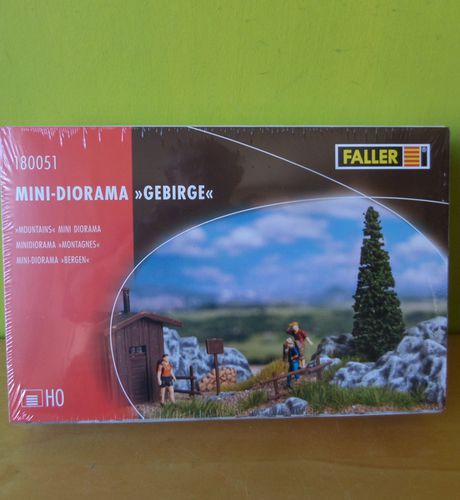 180051
FALLER
MINI-DIORAMA »GEBIRGE«
»MOUNTAINS« MINI DIORAMA
MINIDIORAMA »MONTAGNES«
MINI-DIORAMA »BERGEN«
H0